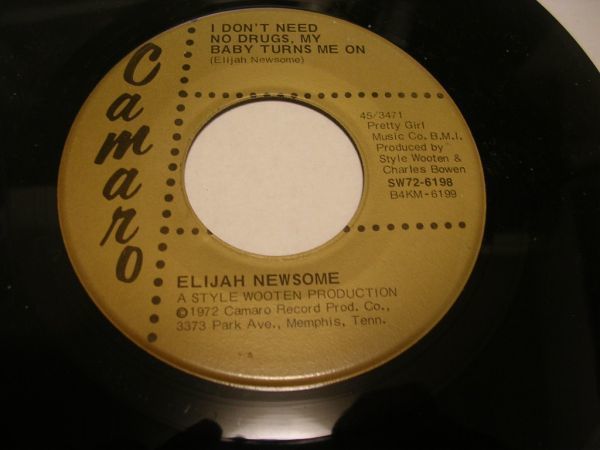 I DON'T NEED
NO DRUGS, MY
BABY TURNS ME ON
(Elijah Newsome)
Camaro
45/3471
Pretty Girl
Music Co. B.M.I.
Produced by
Style Wooten &
Charles Bowen
SW72-6198
B4KM-6199
ELIJAH NEWSOME
A STYLE WOOTEN PRODUCTION
℗1972 Camaro Record Prod. Co.,
3373 Park Ave., Memphis, Tenn.